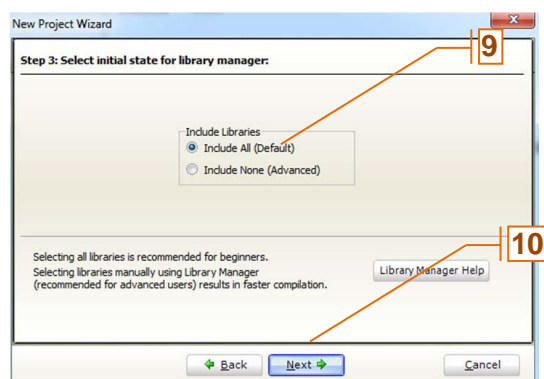 New Project Wizard
9
Step 3: Select initial state for library manager:
Include Libraries
Include All (Default)
Include None (Advanced)
10
Selecting all libraries is recommended for beginners.
Selecting libraries manually using Library Manager
(recommended for advanced users) results in faster compilation.
Library Manager Help
Back
Next
Cancel